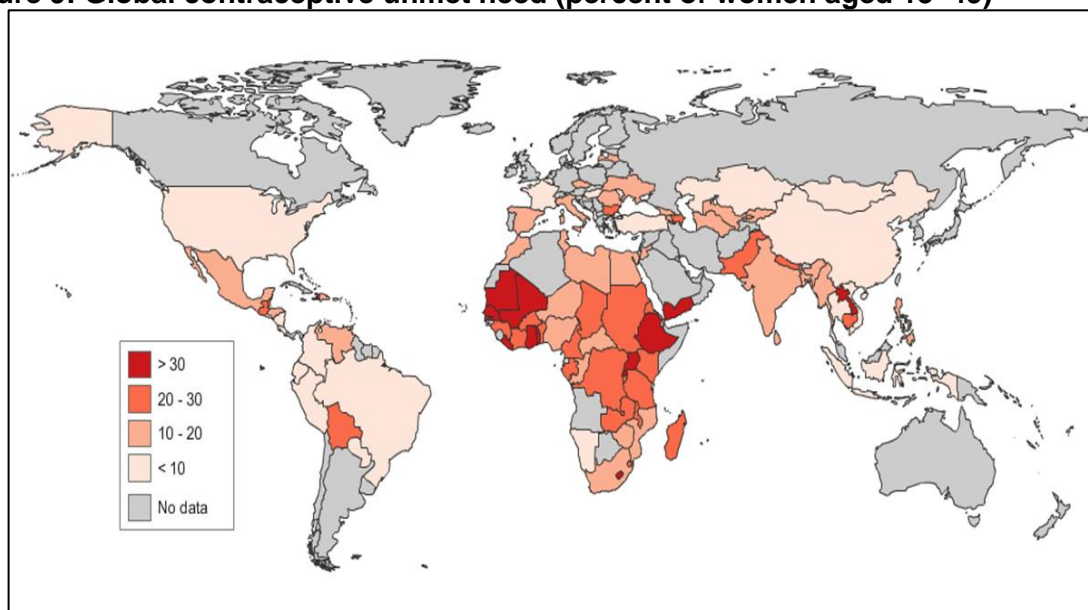 Global contraceptive unmet need (percent of women aged
> 30
20 - 30
10 - 20
< 10
No data